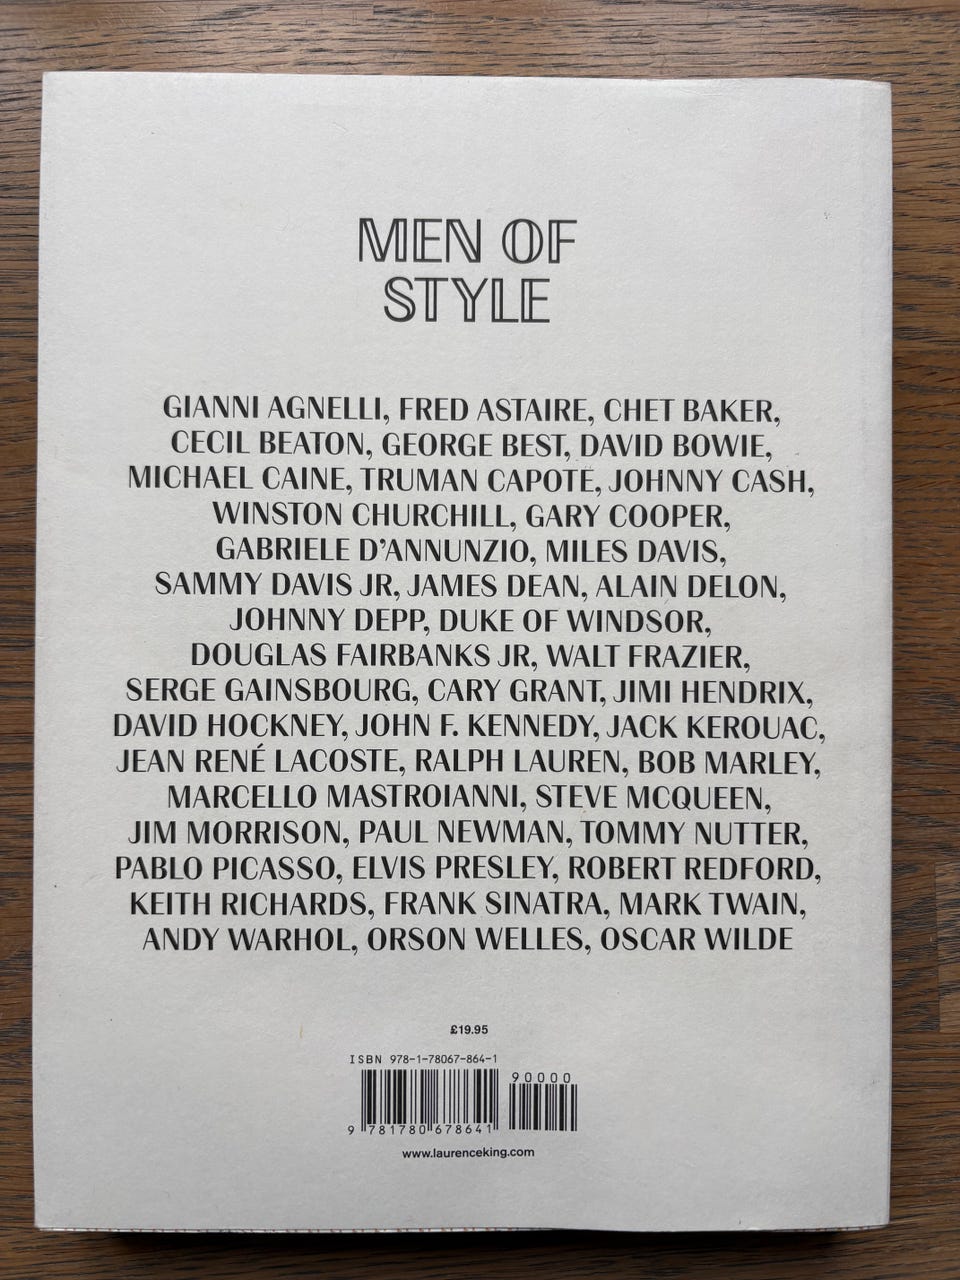 MEN OF
STYLE
GIANNI AGNELLI, FRED ASTAIRE, CHET BAKER,
CECIL BEATON, GEORGE BEST, DAVID BOWIE,
MICHAEL CAINE, TRUMAN CAPOTE, JOHNNY CASH,
WINSTON CHURCHILL, GARY COOPER,
GABRIELE D’ANNUNZIO, MILES DAVIS,
SAMMY DAVIS JR, JAMES DEAN, ALAIN DELON,
JOHNNY DEPP, DUKE OF WINDSOR,
DOUGLAS FAIRBANKS JR, WALT FRAZIER,
SERGE GAINSBOURG, CARY GRANT, JIMI HENDRIX,
DAVID HOCKNEY, JOHN F. KENNEDY, JACK KEROUAC,
JEAN RENÉ LACOSTE, RALPH LAUREN, BOB MARLEY,
MARCELLO MASTROIANNI, STEVE MCQUEEN,
JIM MORRISON, PAUL NEWMAN, TOMMY NUTTER,
PABLO PICASSO, ELVIS PRESLEY, ROBERT REDFORD,
KEITH RICHARDS, FRANK SINATRA, MARK TWAIN,
ANDY WARHOL, ORSON WELLES, OSCAR WILDE
£19.95
ISBN 978-1-78067-864-1
90000
9 781780 678641
www.laurenceking.com